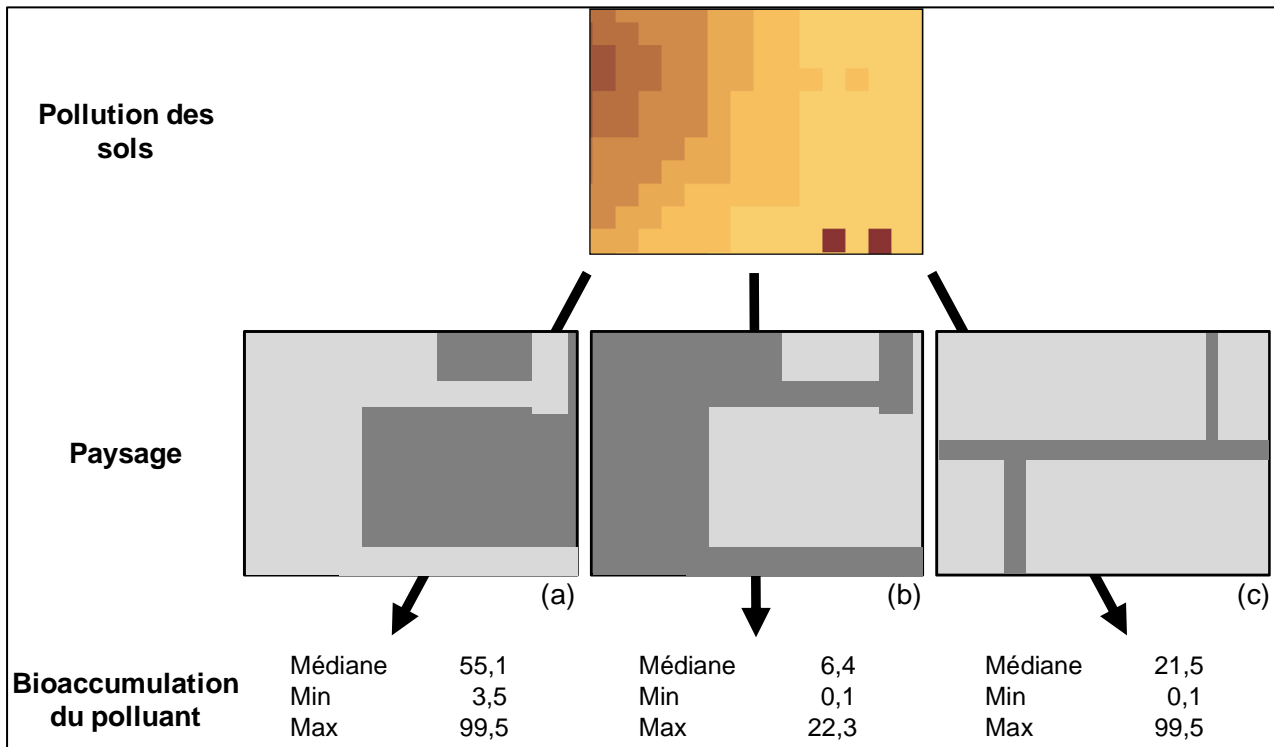 Pollution des
sols
Paysage
(a)
(b)
(c)
Bioaccumulation
du polluant
Médiane 55,1
Min 3,5
Max 99,5
Médiane 6,4
Min 0,1
Max 22,3
Médiane 21,5
Min 0,1
Max 99,5